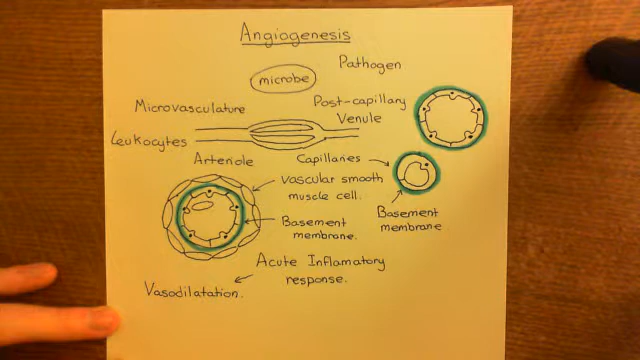 Angiogenesis
microbe
Pathogen
Microvasculature
Post-capillary
Venule
Leukocytes
Arteriole
Capillaries
vascular smooth
muscle cell.
Basement
membrane.
Basement
membrane
Acute Inflamatory
response.
Vasodilatation.